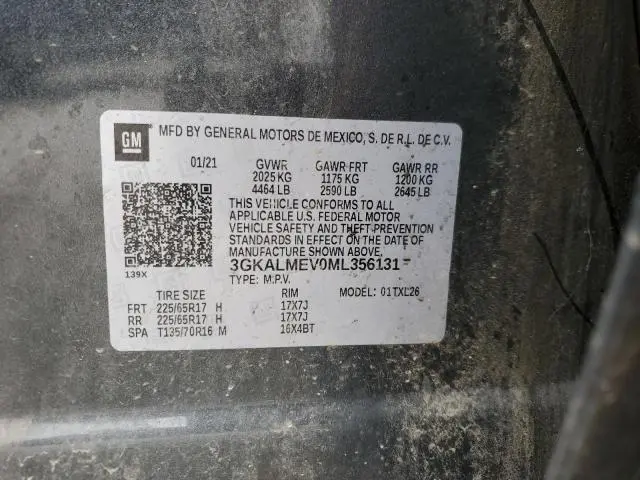 GM
MFD BY GENERAL MOTORS DE MEXICO, S. DE R.L. DE C.V.
01/21 GVWR GAWR FRT GAWR RR
2025 KG 1175 KG 1200 KG
4464 LB 2590 LB 2645 LB
THIS VEHICLE CONFORMS TO ALL
APPLICABLE U.S. FEDERAL MOTOR
VEHICLE SAFETY AND THEFT PREVENTION
STANDARDS IN EFFECT ON THE DATE OF
MANUFACTURE SHOWN ABOVE.
139X
3GKALMEV0ML356131
TYPE: M.P.V. MODEL: 01TXL26
TIRE SIZE RIM
FRT 225/65R17 H 17X7J
RR 225/65R17 H 17X7J
SPA T135/70R16 M 16X4BT